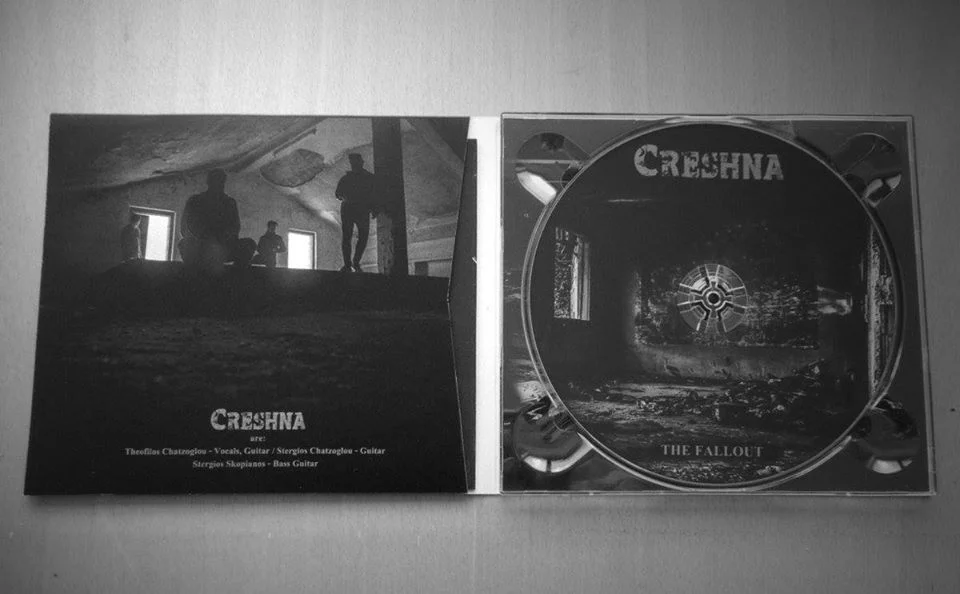 CRESHNA
are:
Theofilos Chatzoglou - Vocals, Guitar / Stergios Chatzoglou - Guitar
Stergios Skopianos - Bass Guitar
CRESHNA
THE FALLOUT